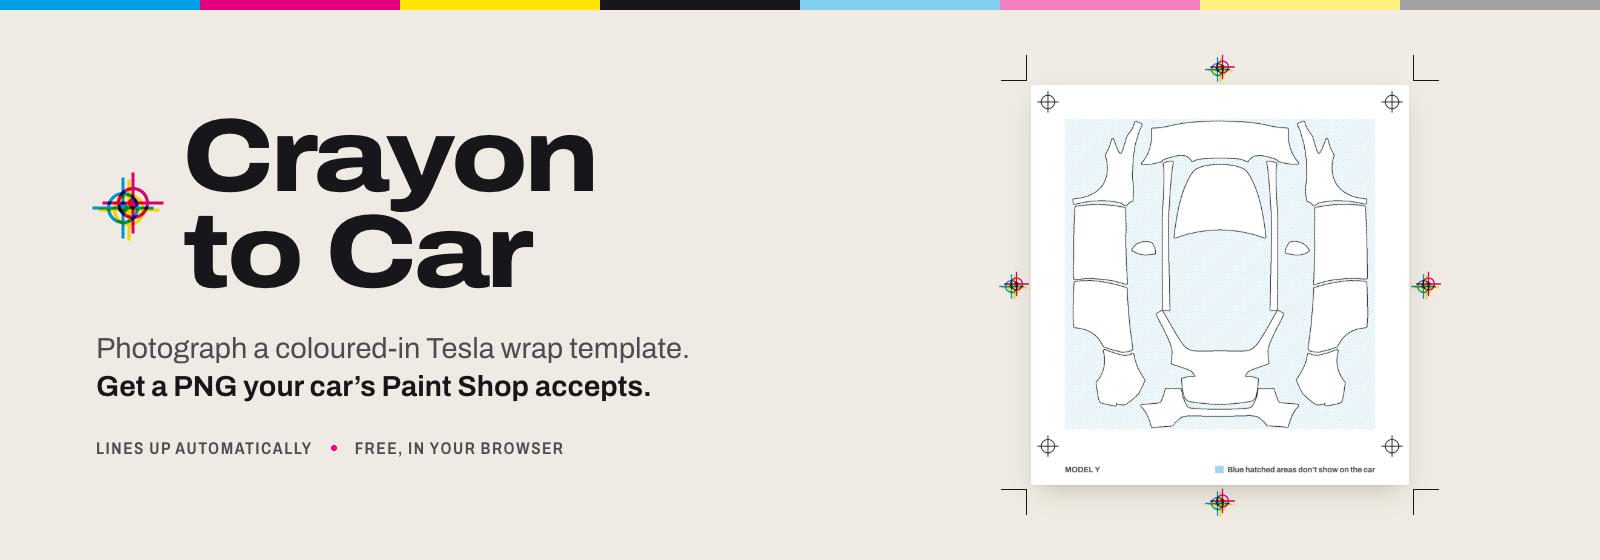 Crayon
to Car
Photograph a coloured-in Tesla wrap template.
Get a PNG your car’s Paint Shop accepts.
LINES UP AUTOMATICALLY • FREE, IN YOUR BROWSER
MODEL Y
Blue hatched areas don’t show on the car